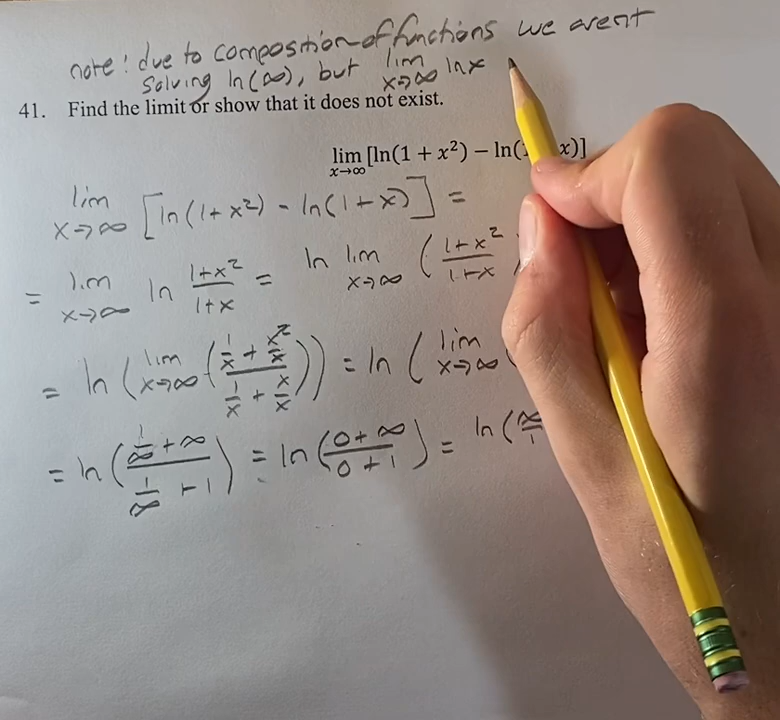 note: due to composition of functions we arent
solving ln(∞), but lim x→∞ ln x
41. Find the limit or show that it does not exist.
lim x→∞ [ln(1 + x²) − ln( x)]
lim x→∞ [ln(1+x²) - ln(1+x)] =
= lim x→∞ ln (1+x²)/(1+x) = ln lim x→∞ ((1+x²)/(1+x)
= ln(lim x→∞ ((1/x + x²/x)/(1/x + x/x))) = ln(lim x→∞
= ln((1/∞ + ∞)/(1/∞ + 1)) = ln((0+∞)/(0+1)) = ln(∞/1